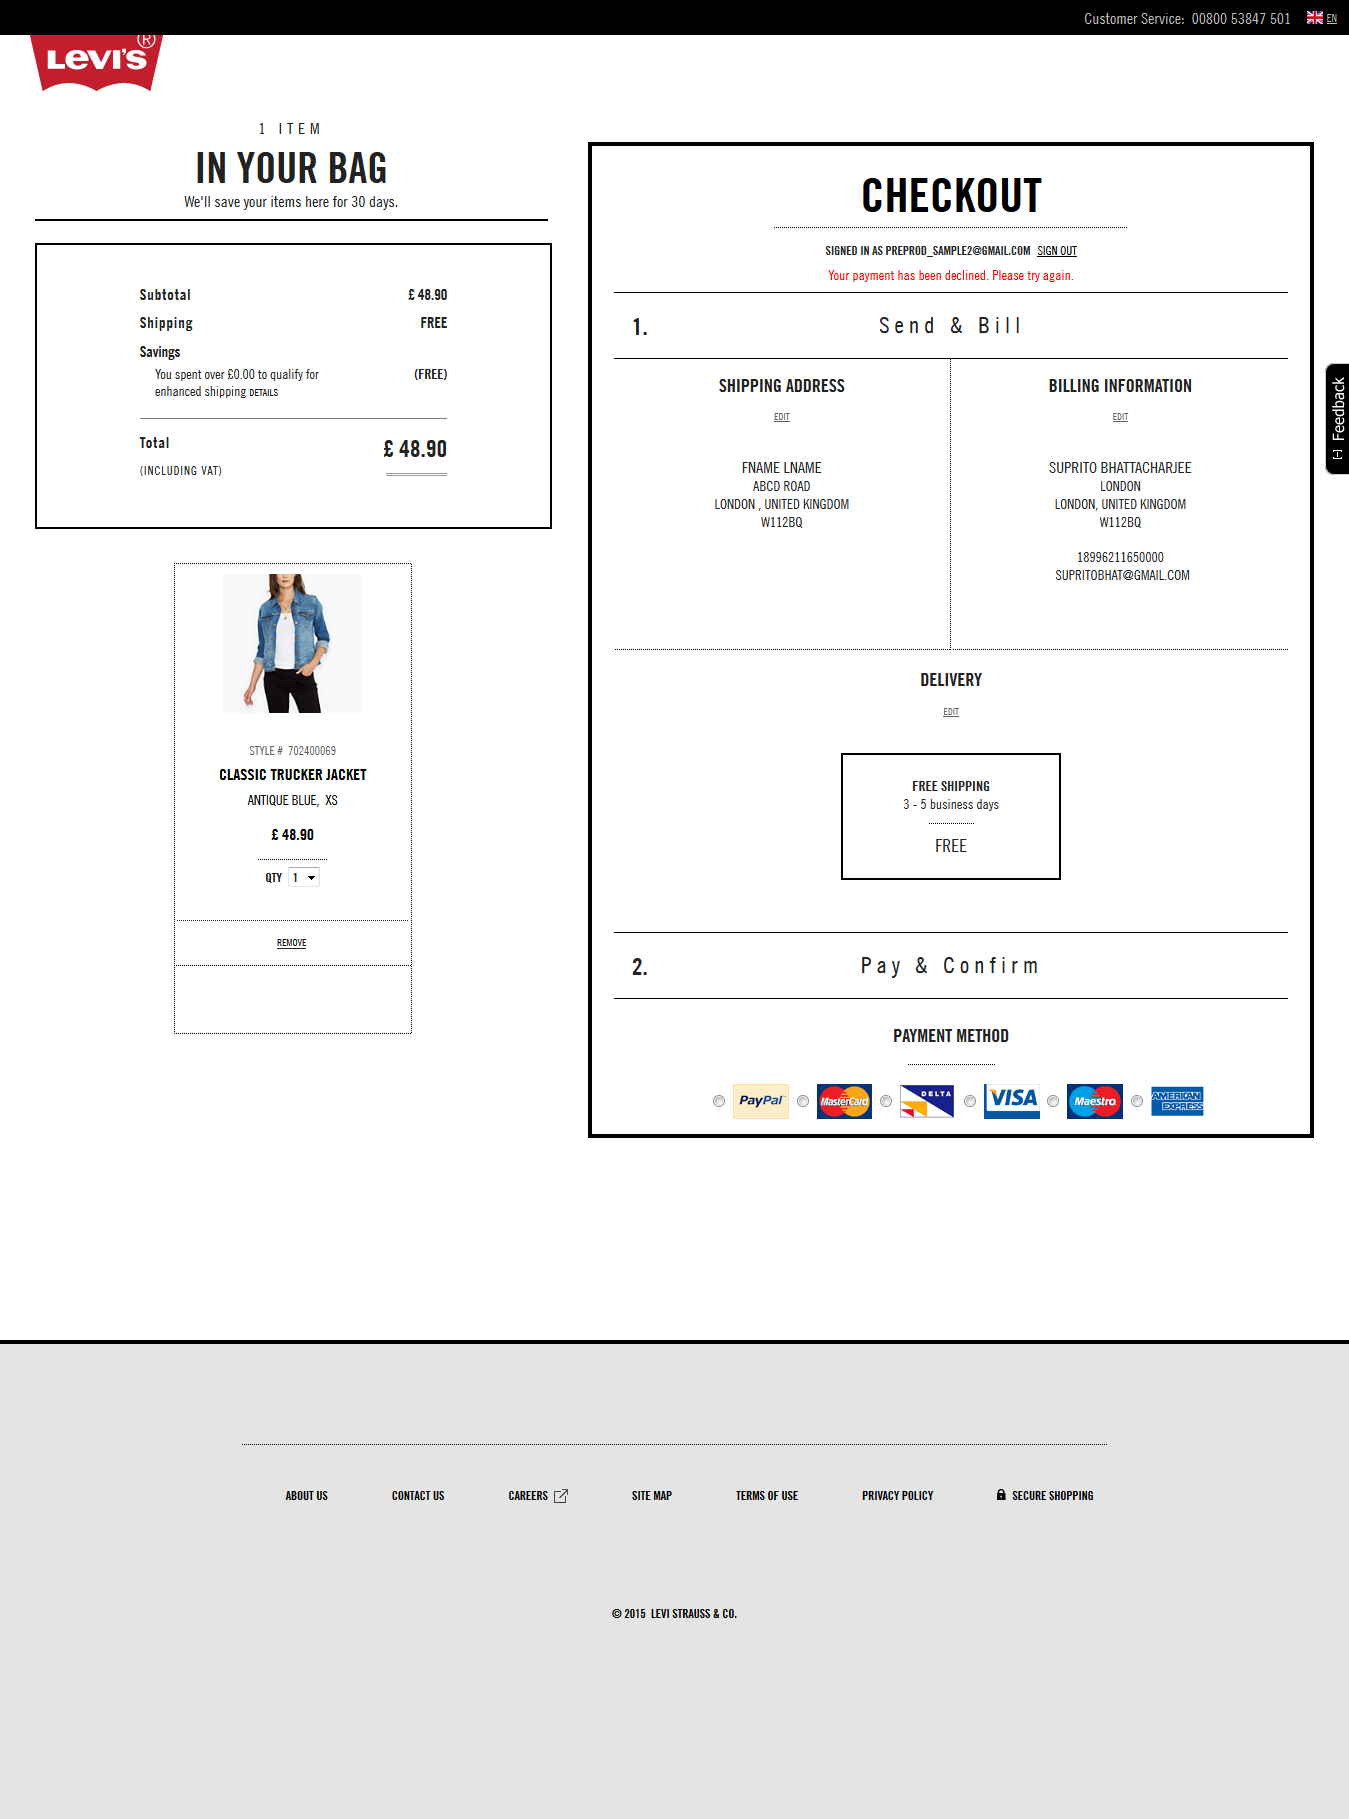 Customer Service: 00800 53847 501 EN
LEVI'S ®
1 ITEM
IN YOUR BAG
We'll save your items here for 30 days.
Subtotal £ 48.90
Shipping FREE
Savings
You spent over £0.00 to qualify for (FREE)
enhanced shipping DETAILS
Total £ 48.90
(INCLUDING VAT)
STYLE # 702400069
CLASSIC TRUCKER JACKET
ANTIQUE BLUE, XS
£ 48.90
QTY 1
REMOVE
CHECKOUT
SIGNED IN AS PREPROD_SAMPLE2@GMAIL.COM SIGN OUT
Your payment has been declined. Please try again.
1. Send & Bill
SHIPPING ADDRESS
EDIT
FNAME LNAME
ABCD ROAD
LONDON , UNITED KINGDOM
W112BQ
BILLING INFORMATION
EDIT
SUPRITO BHATTACHARJEE
LONDON
LONDON, UNITED KINGDOM
W112BQ
18996211650000
SUPRITOBHAT@GMAIL.COM
DELIVERY
EDIT
FREE SHIPPING
3 - 5 business days
FREE
2. Pay & Confirm
PAYMENT METHOD
PayPal MasterCard DELTA VISA Maestro AMERICAN EXPRESS
[-] Feedback
ABOUT US CONTACT US CAREERS SITE MAP TERMS OF USE PRIVACY POLICY SECURE SHOPPING
© 2015 LEVI STRAUSS & CO.